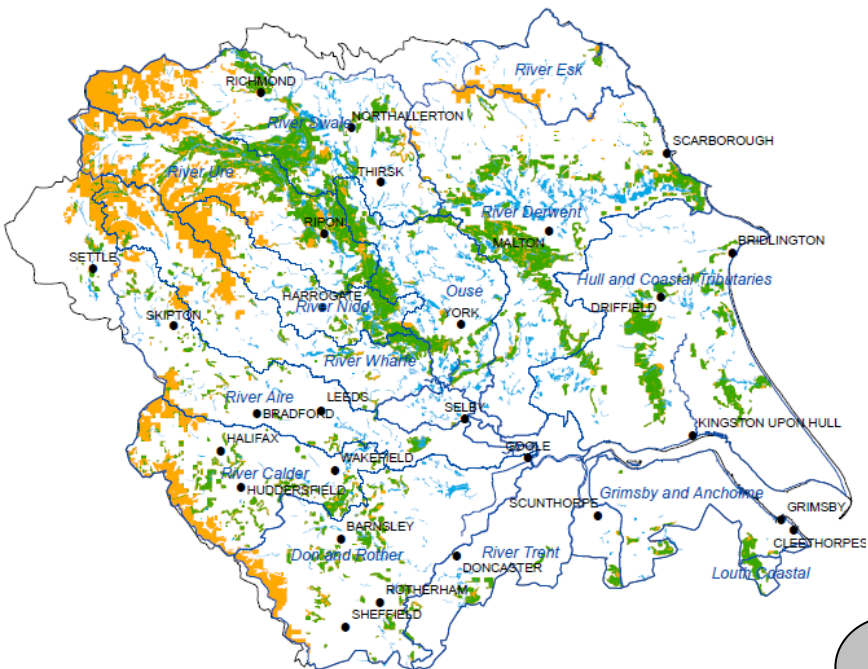 River Esk
RICHMOND
River Swale
NORTHALLERTON
SCARBOROUGH
River Ure
THIRSK
RIPON
River Derwent
MALTON
BRIDLINGTON
SETTLE
Hull and Coastal Tributaries
HARROGATE
Ouse
River Nidd
DRIFFIELD
SKIPTON
YORK
River Wharfe
River Aire
LEEDS
BRADFORD
SELBY
KINGSTON UPON HULL
HALIFAX
GOOLE
WAKEFIELD
River Calder
HUDDERSFIELD
Grimsby and Ancholme
SCUNTHORPE
GRIMSBY
BARNSLEY
CLEETHORPES
Don and Rother
River Trent
DONCASTER
Louth Coastal
ROTHERHAM
SHEFFIELD